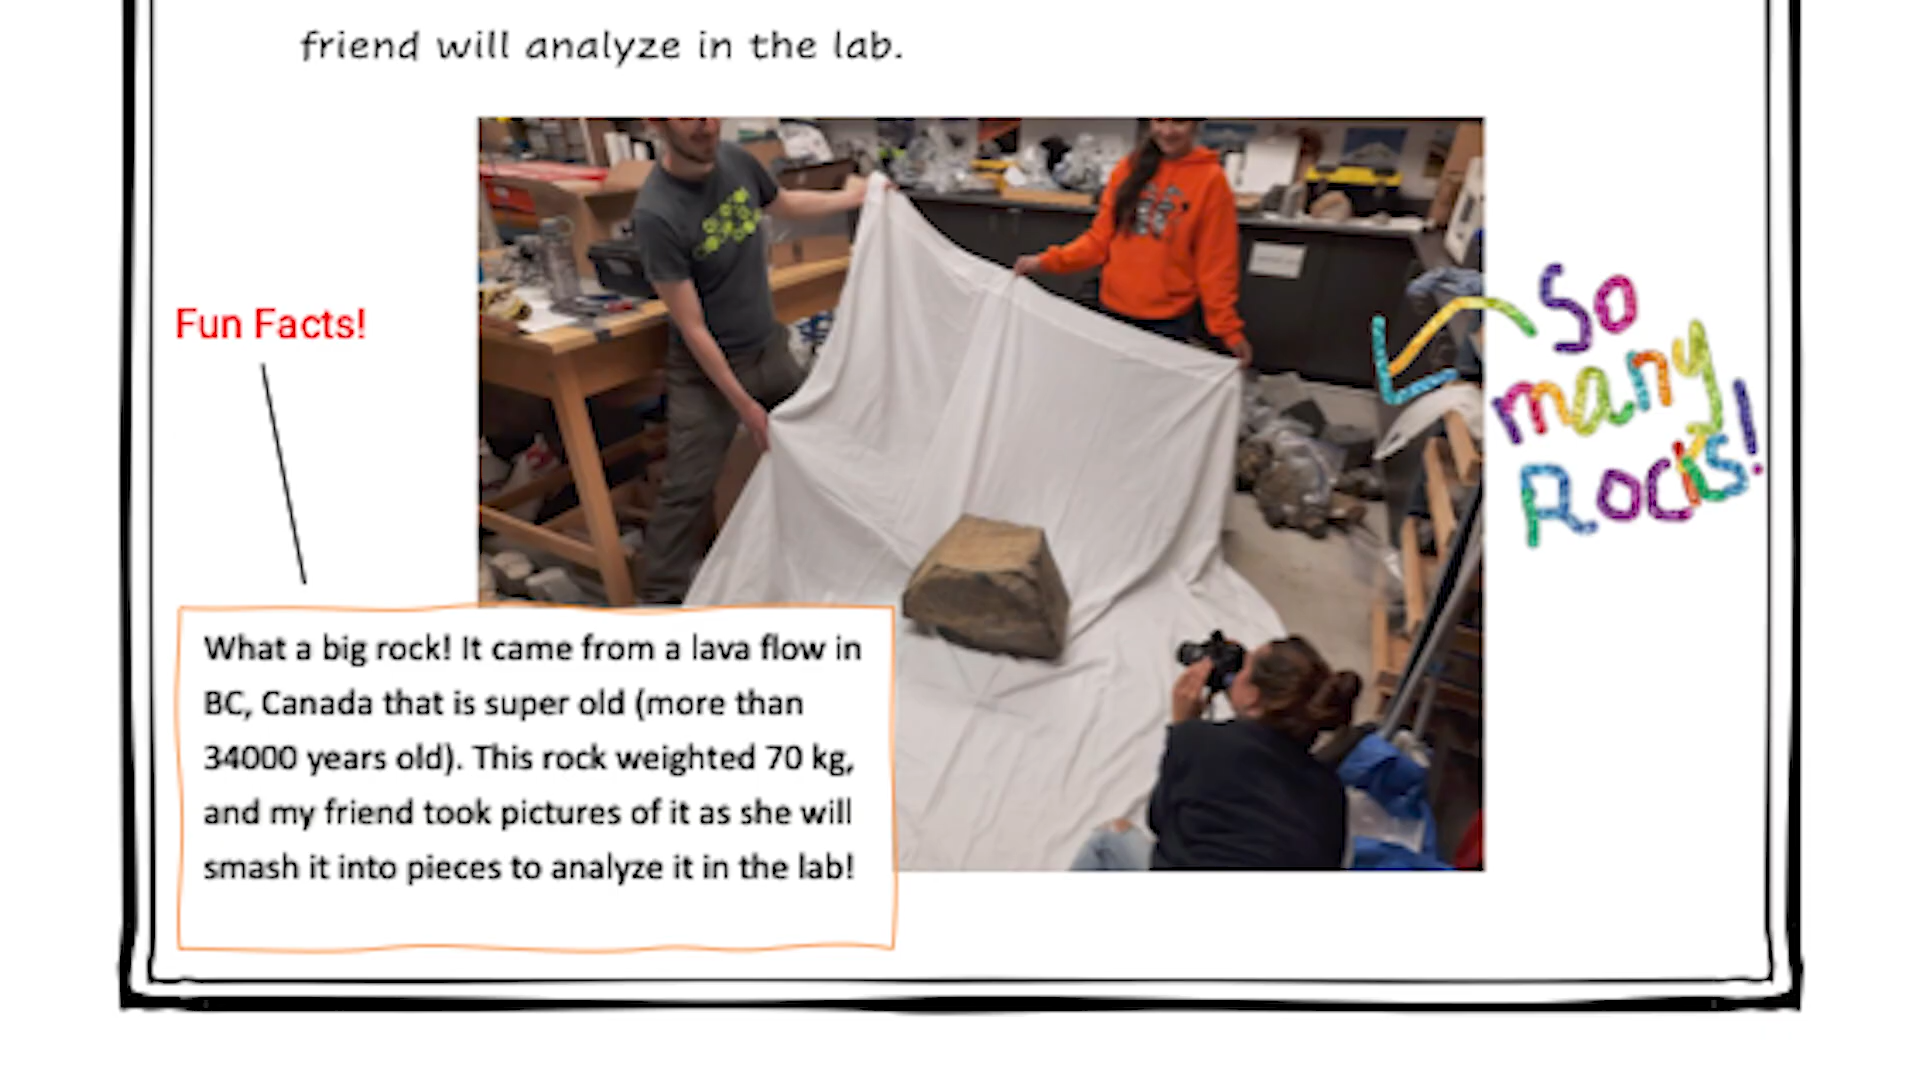 friend will analyze in the lab.
Fun Facts!
So
many
Rocks!
What a big rock! It came from a lava flow in
BC, Canada that is super old (more than
34000 years old). This rock weighted 70 kg,
and my friend took pictures of it as she will
smash it into pieces to analyze it in the lab!